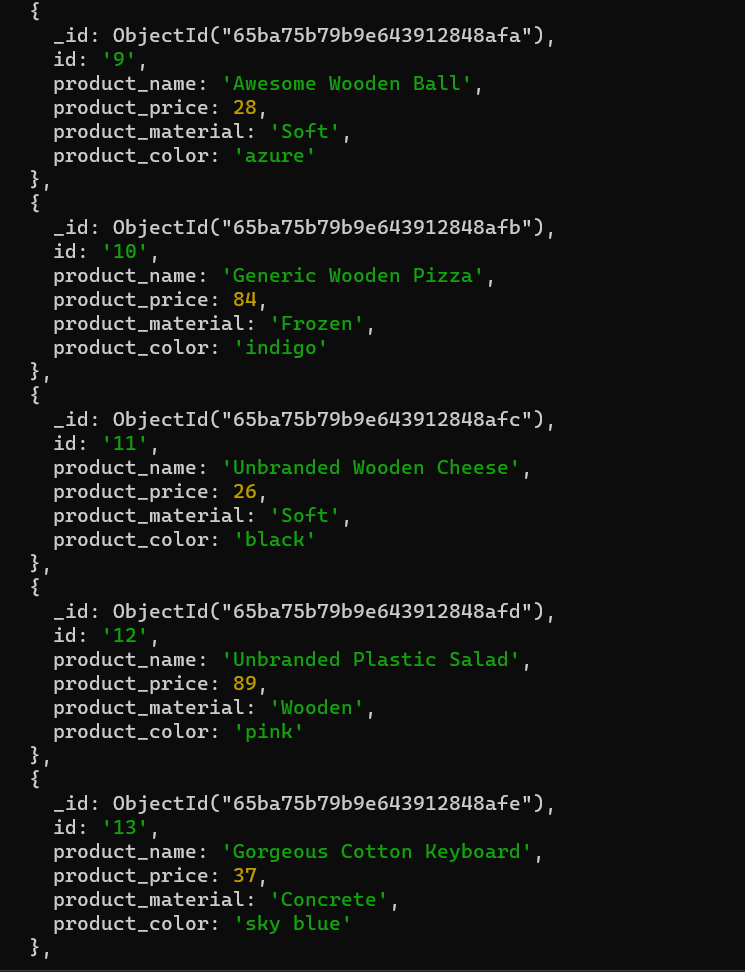 {
_id: ObjectId("65ba75b79b9e643912848afa"),
id: '9',
product_name: 'Awesome Wooden Ball',
product_price: 28,
product_material: 'Soft',
product_color: 'azure'
},
{
_id: ObjectId("65ba75b79b9e643912848afb"),
id: '10',
product_name: 'Generic Wooden Pizza',
product_price: 84,
product_material: 'Frozen',
product_color: 'indigo'
},
{
_id: ObjectId("65ba75b79b9e643912848afc"),
id: '11',
product_name: 'Unbranded Wooden Cheese',
product_price: 26,
product_material: 'Soft',
product_color: 'black'
},
{
_id: ObjectId("65ba75b79b9e643912848afd"),
id: '12',
product_name: 'Unbranded Plastic Salad',
product_price: 89,
product_material: 'Wooden',
product_color: 'pink'
},
{
_id: ObjectId("65ba75b79b9e643912848afe"),
id: '13',
product_name: 'Gorgeous Cotton Keyboard',
product_price: 37,
product_material: 'Concrete',
product_color: 'sky blue'
},